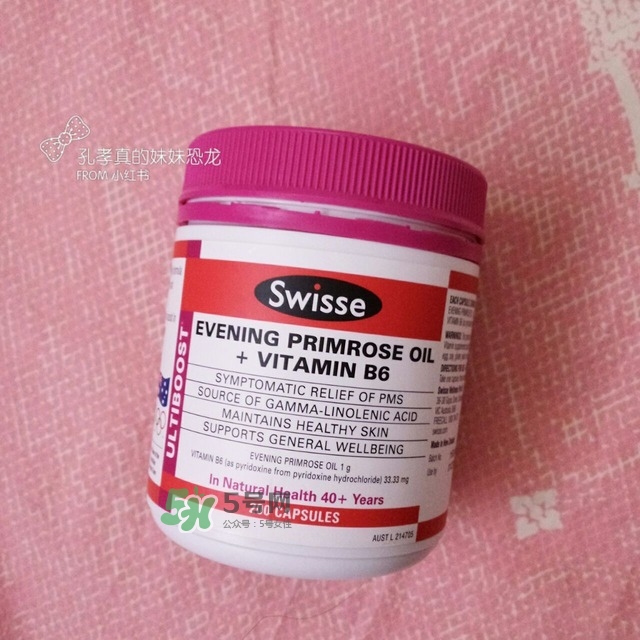 孔孝真的妹妹恐龙
FROM 小红书
Swisse
ULTIBOOST
EVENING PRIMROSE OIL
+ VITAMIN B6
SYMPTOMATIC RELIEF OF PMS
SOURCE OF GAMMA-LINOLENIC ACID
MAINTAINS HEALTHY SKIN
SUPPORTS GENERAL WELLBEING
EVENING PRIMROSE OIL 1 g
VITAMIN B6 (as pyridoxine from pyridoxine hydrochloride) 33.33 mg
In Natural Health 40+ Years
CAPSULES
AUST L 214705
5号网
公众号：5号女性